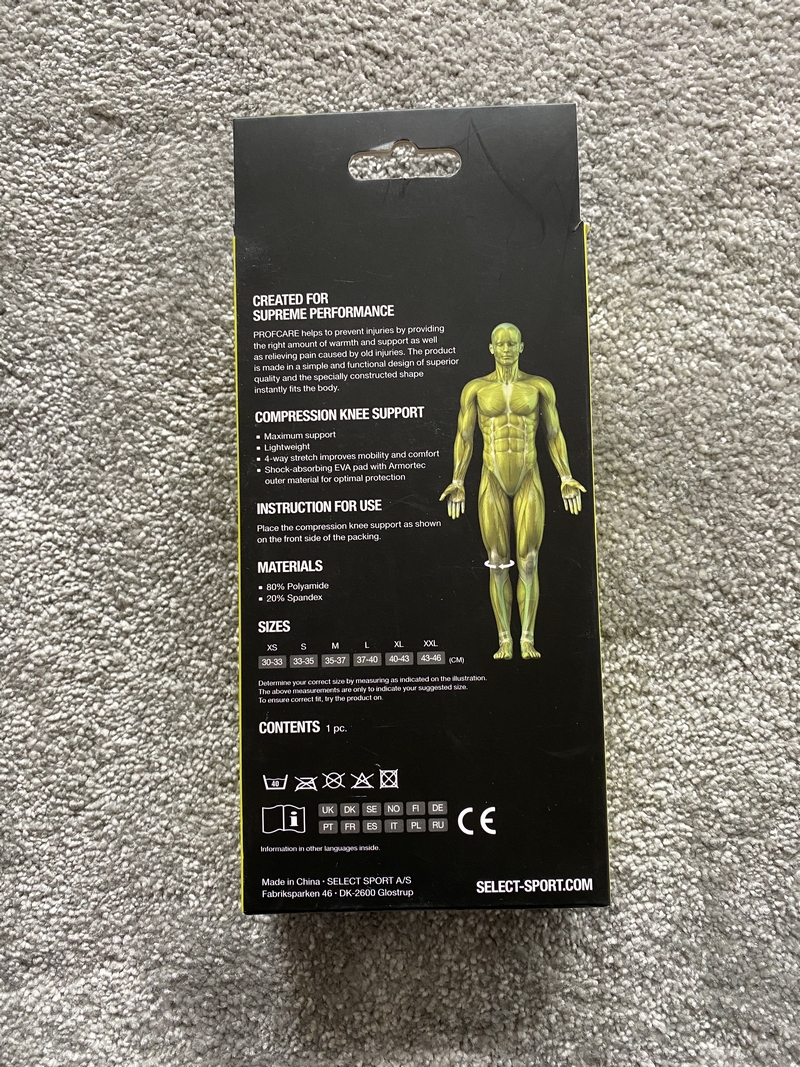 CREATED FOR
SUPREME PERFORMANCE
PROFCARE helps to prevent injuries by providing
the right amount of warmth and support as well
as relieving pain caused by old injuries. The product
is made in a simple and functional design of superior
quality and the specially constructed shape
instantly fits the body.
COMPRESSION KNEE SUPPORT
▪ Maximum support
▪ Lightweight
▪ 4-way stretch improves mobility and comfort
▪ Shock-absorbing EVA pad with Armortec
outer material for optimal protection
INSTRUCTION FOR USE
Place the compression knee support as shown
on the front side of the packing.
MATERIALS
▪ 80% Polyamide
▪ 20% Spandex
SIZES
XS S M L XL XXL
30-33 33-35 35-37 37-40 40-43 43-46 (CM)
Determine your correct size by measuring as indicated on the illustration.
The above measurements are only to indicate your suggested size.
To ensure correct fit, try the product on.
CONTENTS 1 pc.
40
i UK DK SE NO FI DE
PT FR ES IT PL RU CE
Information in other languages inside.
Made in China · SELECT SPORT A/S
Fabriksparken 46 · DK-2600 Glostrup
SELECT-SPORT.COM